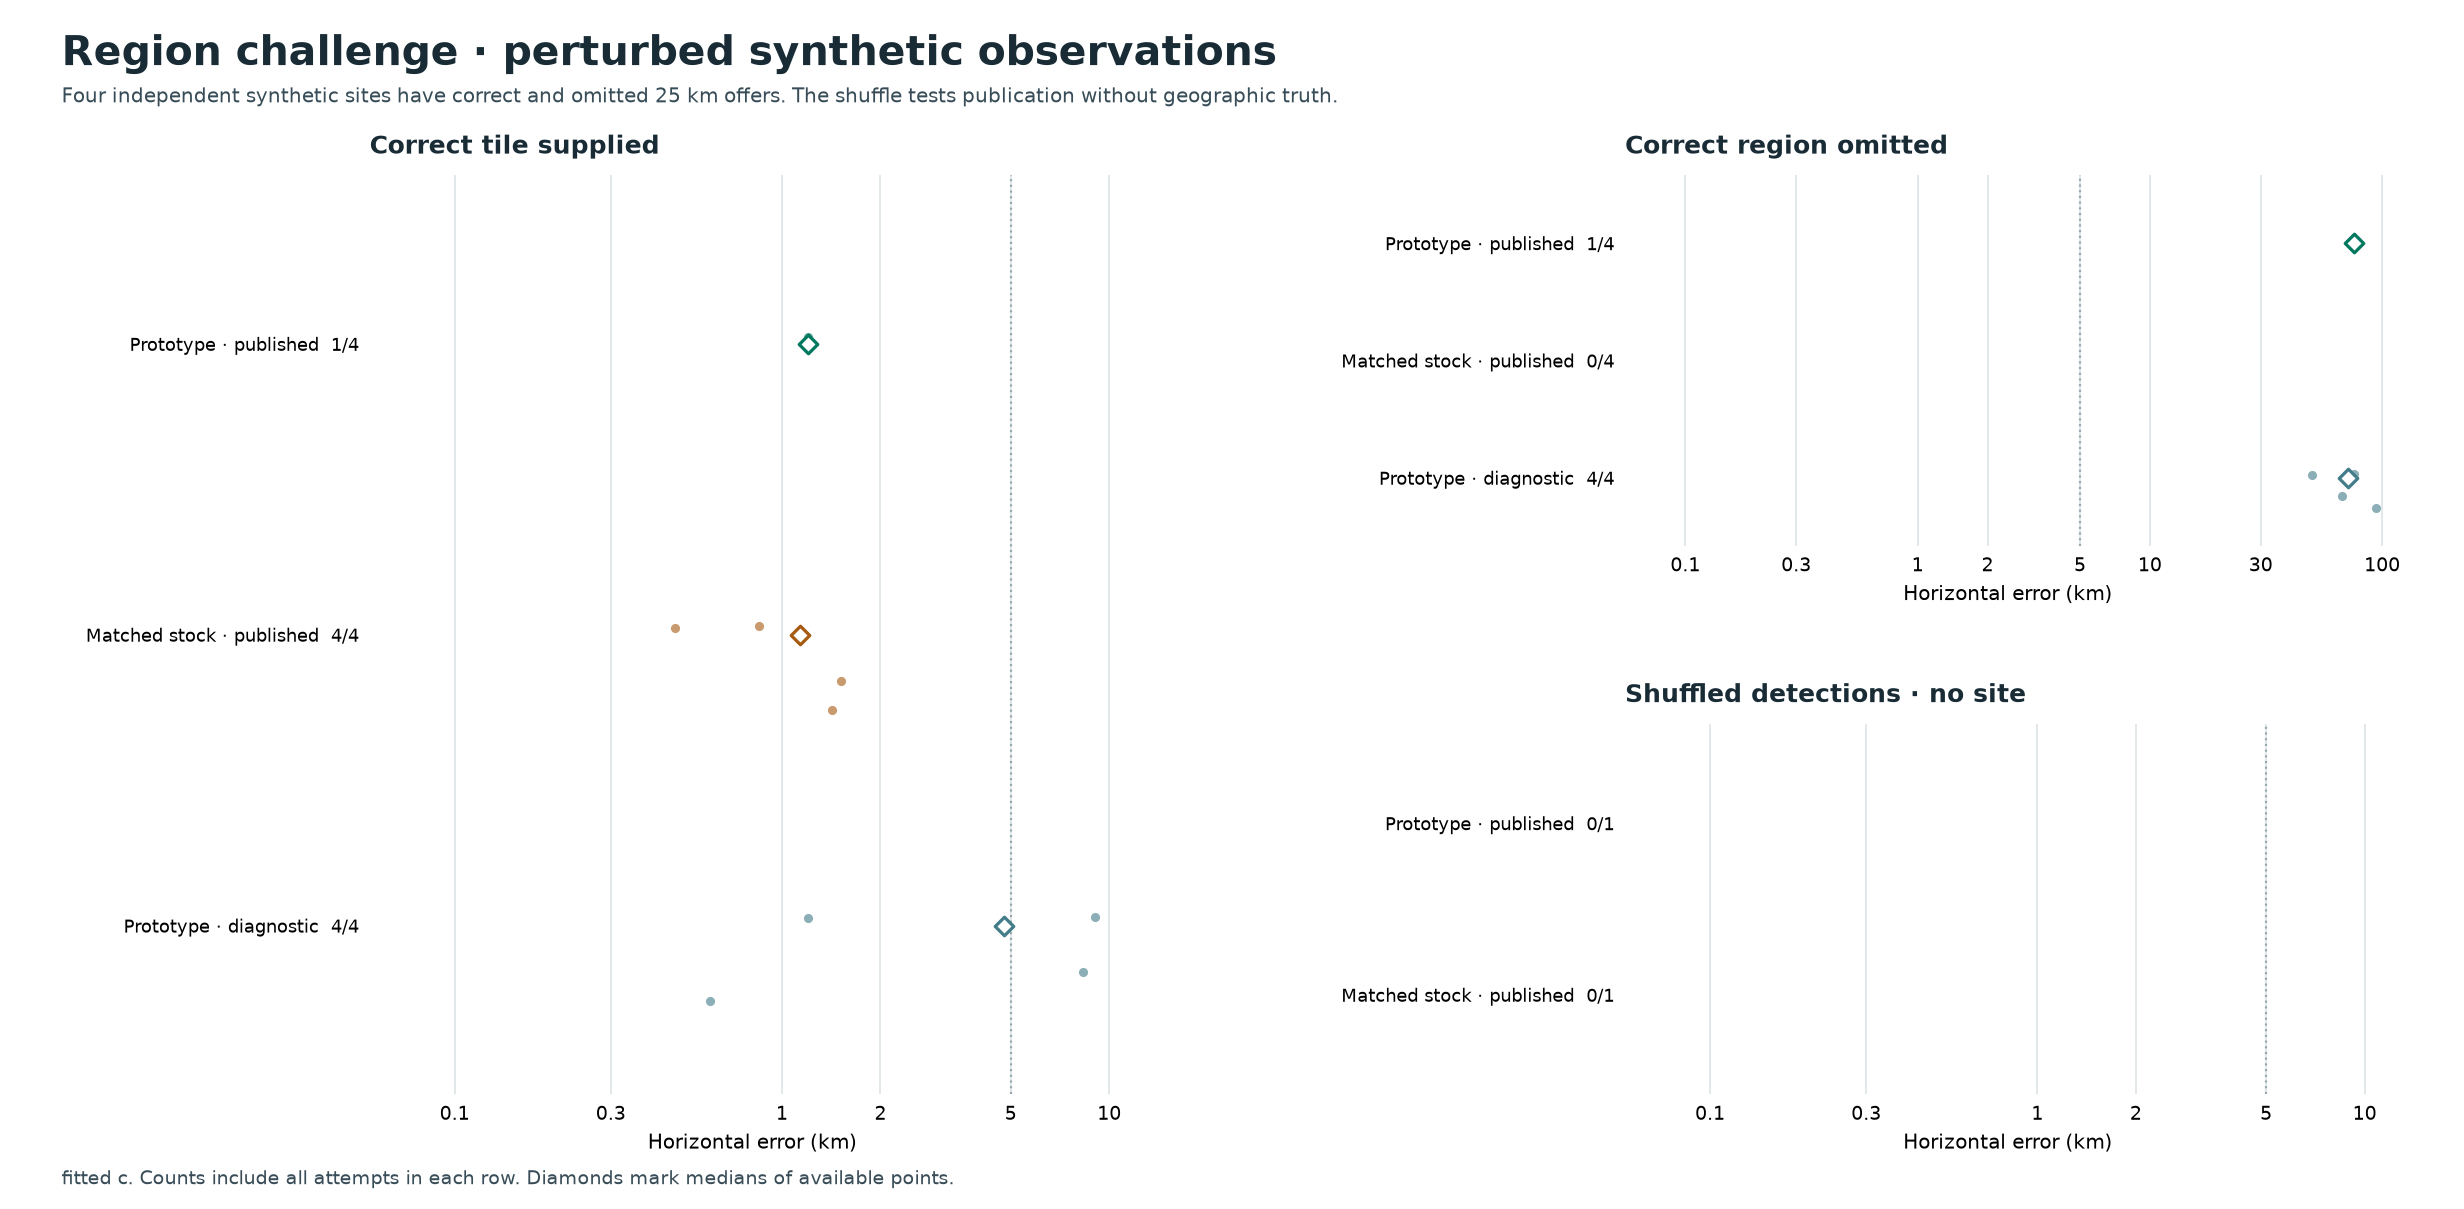 Region challenge · perturbed synthetic observations
Four independent synthetic sites have correct and omitted 25 km offers. The shuffle tests publication without geographic truth.
Correct tile supplied
Prototype · published  1/4
Matched stock · published  4/4
Prototype · diagnostic  4/4
0.1 0.3 1 2 5 10
Horizontal error (km)
Correct region omitted
Prototype · published  1/4
Matched stock · published  0/4
Prototype · diagnostic  4/4
0.1 0.3 1 2 5 10 30 100
Horizontal error (km)
Shuffled detections · no site
Prototype · published  0/1
Matched stock · published  0/1
0.1 0.3 1 2 5 10
Horizontal error (km)
fitted c. Counts include all attempts in each row. Diamonds mark medians of available points.